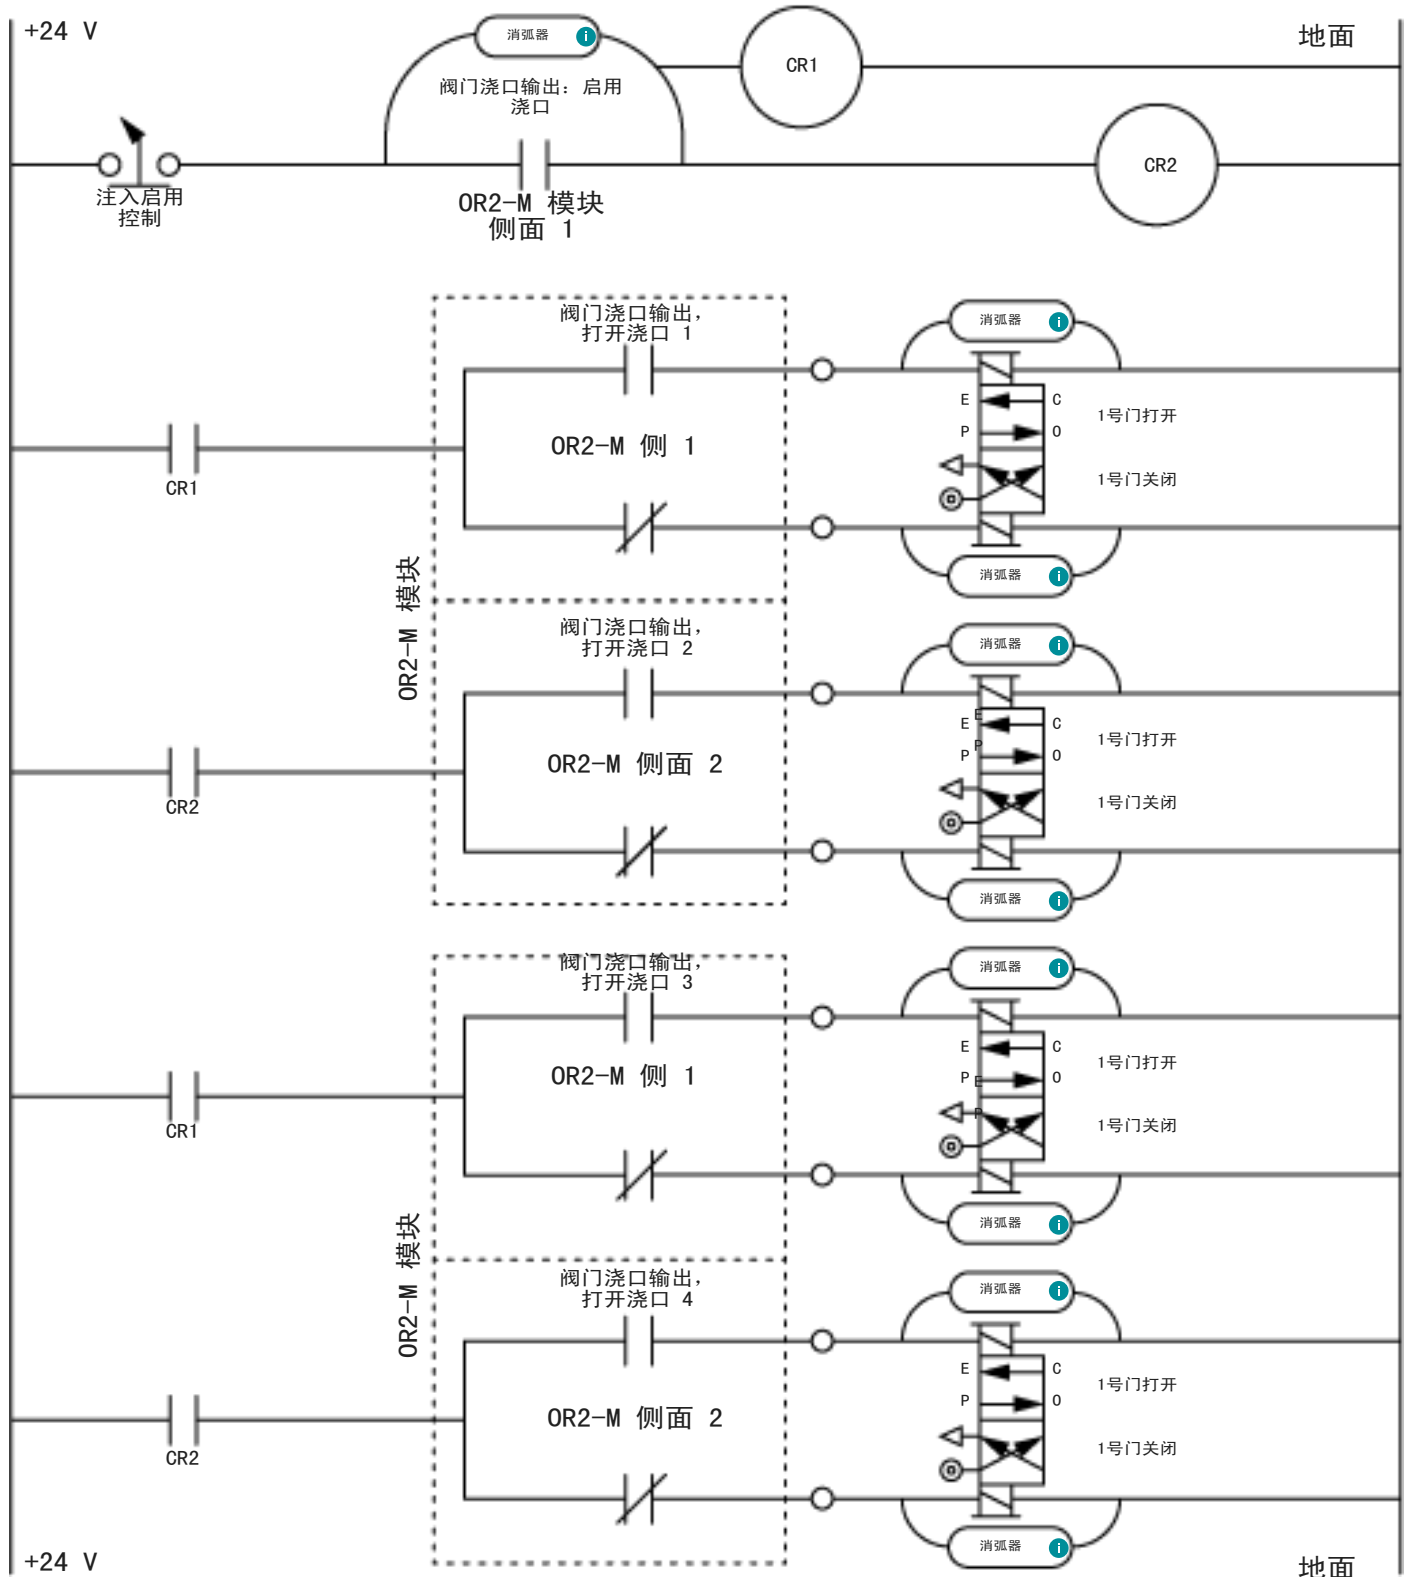 +24 V
地面
消弧器 i
CR1
阀门浇口输出：启用
浇口
CR2
注入启用
控制
OR2-M 模块
侧面 1
阀门浇口输出，
打开浇口 1
消弧器 i
E C
P O
1号门打开
OR2-M 侧 1
1号门关闭
CR1
消弧器 i
OR2-M 模块
阀门浇口输出，
打开浇口 2
消弧器 i
E E C
P P O
1号门打开
OR2-M 侧面 2
1号门关闭
CR2
消弧器 i
阀门浇口输出，
打开浇口 3
消弧器 i
E C
P E O
P
1号门打开
OR2-M 侧 1
1号门关闭
CR1
消弧器 i
OR2-M 模块
阀门浇口输出，
打开浇口 4
消弧器 i
E C
P O
1号门打开
OR2-M 侧面 2
1号门关闭
CR2
消弧器 i
+24 V
地面